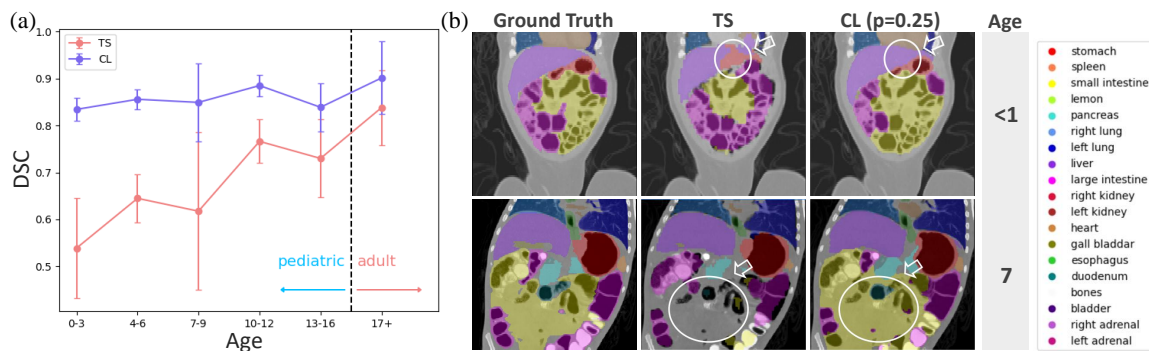 (a)
1.0
0.9
0.8
0.7
0.6
0.5
DSC
TS
CL
pediatric
adult
0-3
4-6
7-9
10-12
13-16
17+
Age
(b)
Ground Truth
TS
CL (p=0.25)
Age
<1
7
stomach
spleen
small intestine
lemon
pancreas
right lung
left lung
liver
large intestine
right kidney
left kidney
heart
gall bladdar
esophagus
duodenum
bones
bladder
right adrenal
left adrenal